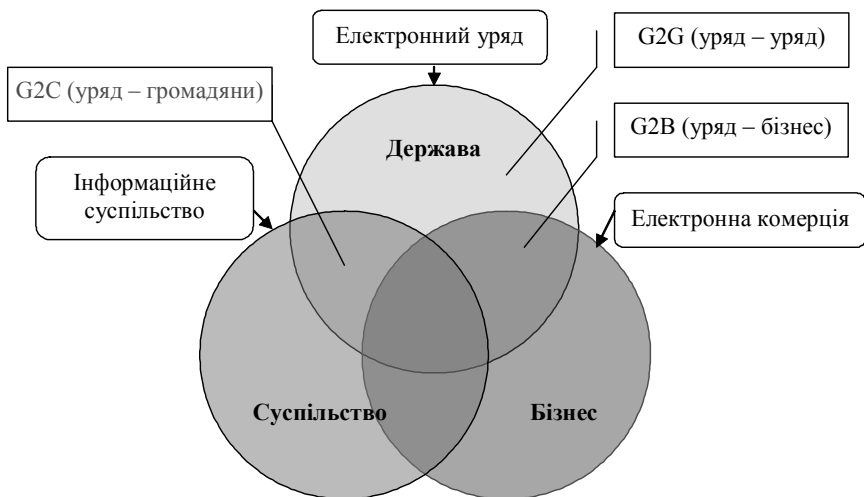 Електронний уряд
G2G (уряд – уряд)
G2C (уряд – громадяни)
G2B (уряд – бізнес)
Держава
Інформаційне
суспільство
Електронна комерція
Суспільство
Бізнес